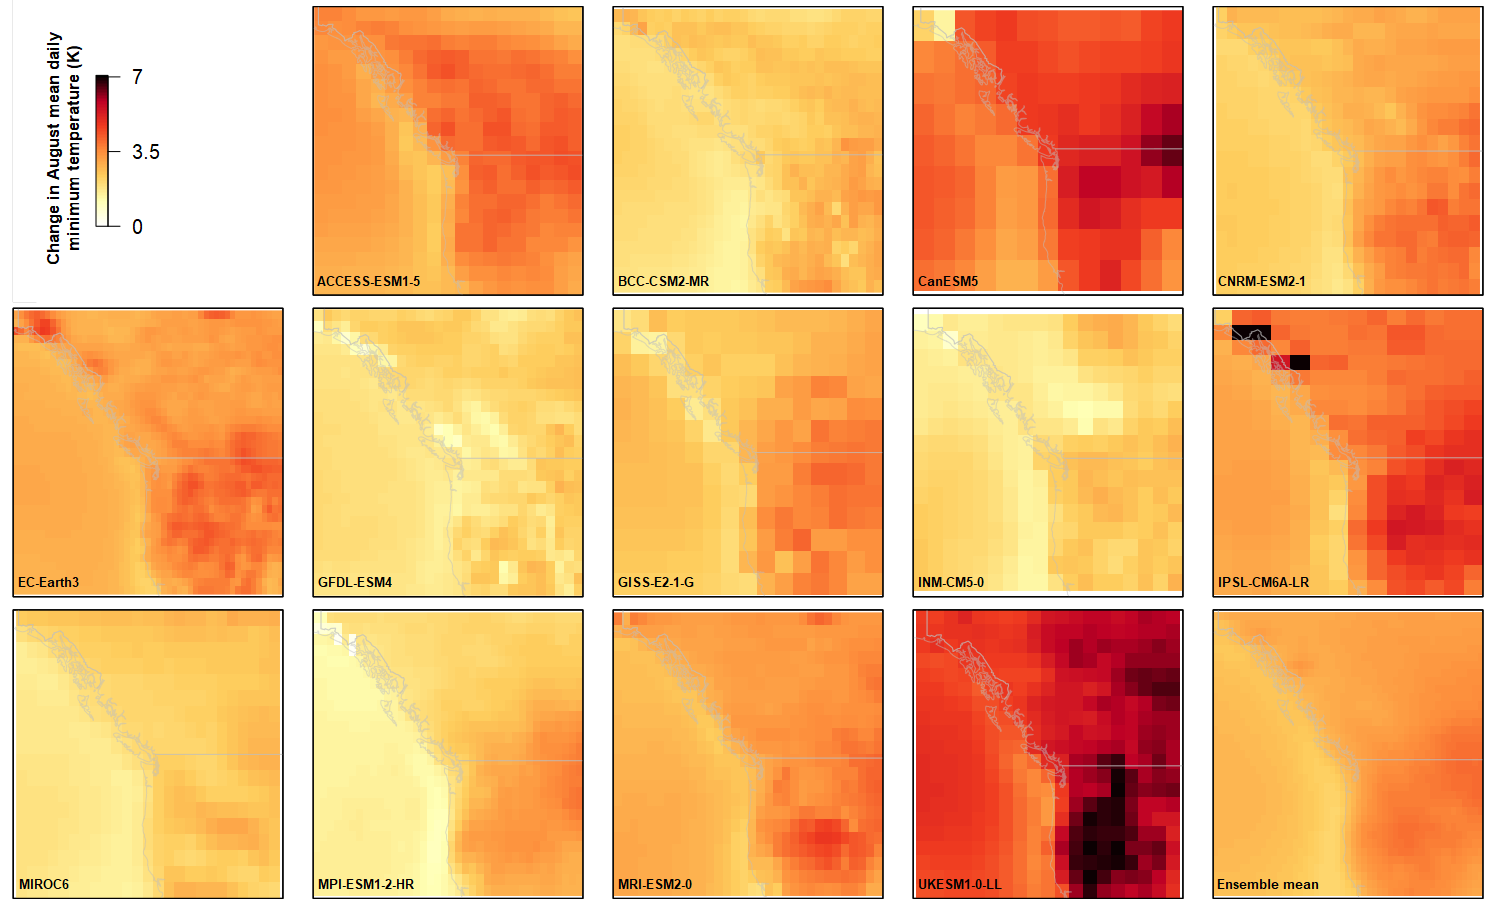 Change in August mean daily
minimum temperature (K)
7
3.5
0
ACCESS-ESM1-5
BCC-CSM2-MR
CanESM5
CNRM-ESM2-1
EC-Earth3
GFDL-ESM4
GISS-E2-1-G
INM-CM5-0
IPSL-CM6A-LR
MIROC6
MPI-ESM1-2-HR
MRI-ESM2-0
UKESM1-0-LL
Ensemble mean